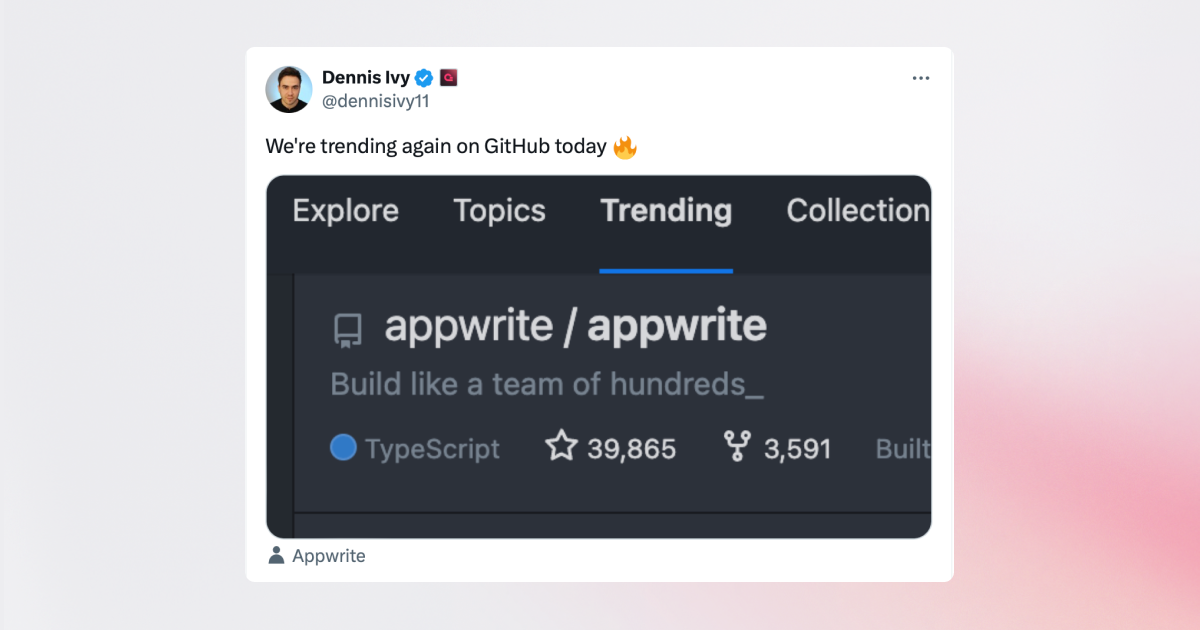 Dennis Ivy
@dennisivy11
We're trending again on GitHub today 🔥
Explore Topics Trending Collection
appwrite / appwrite
Build like a team of hundreds_
TypeScript 39,865 3,591 Built
Appwrite